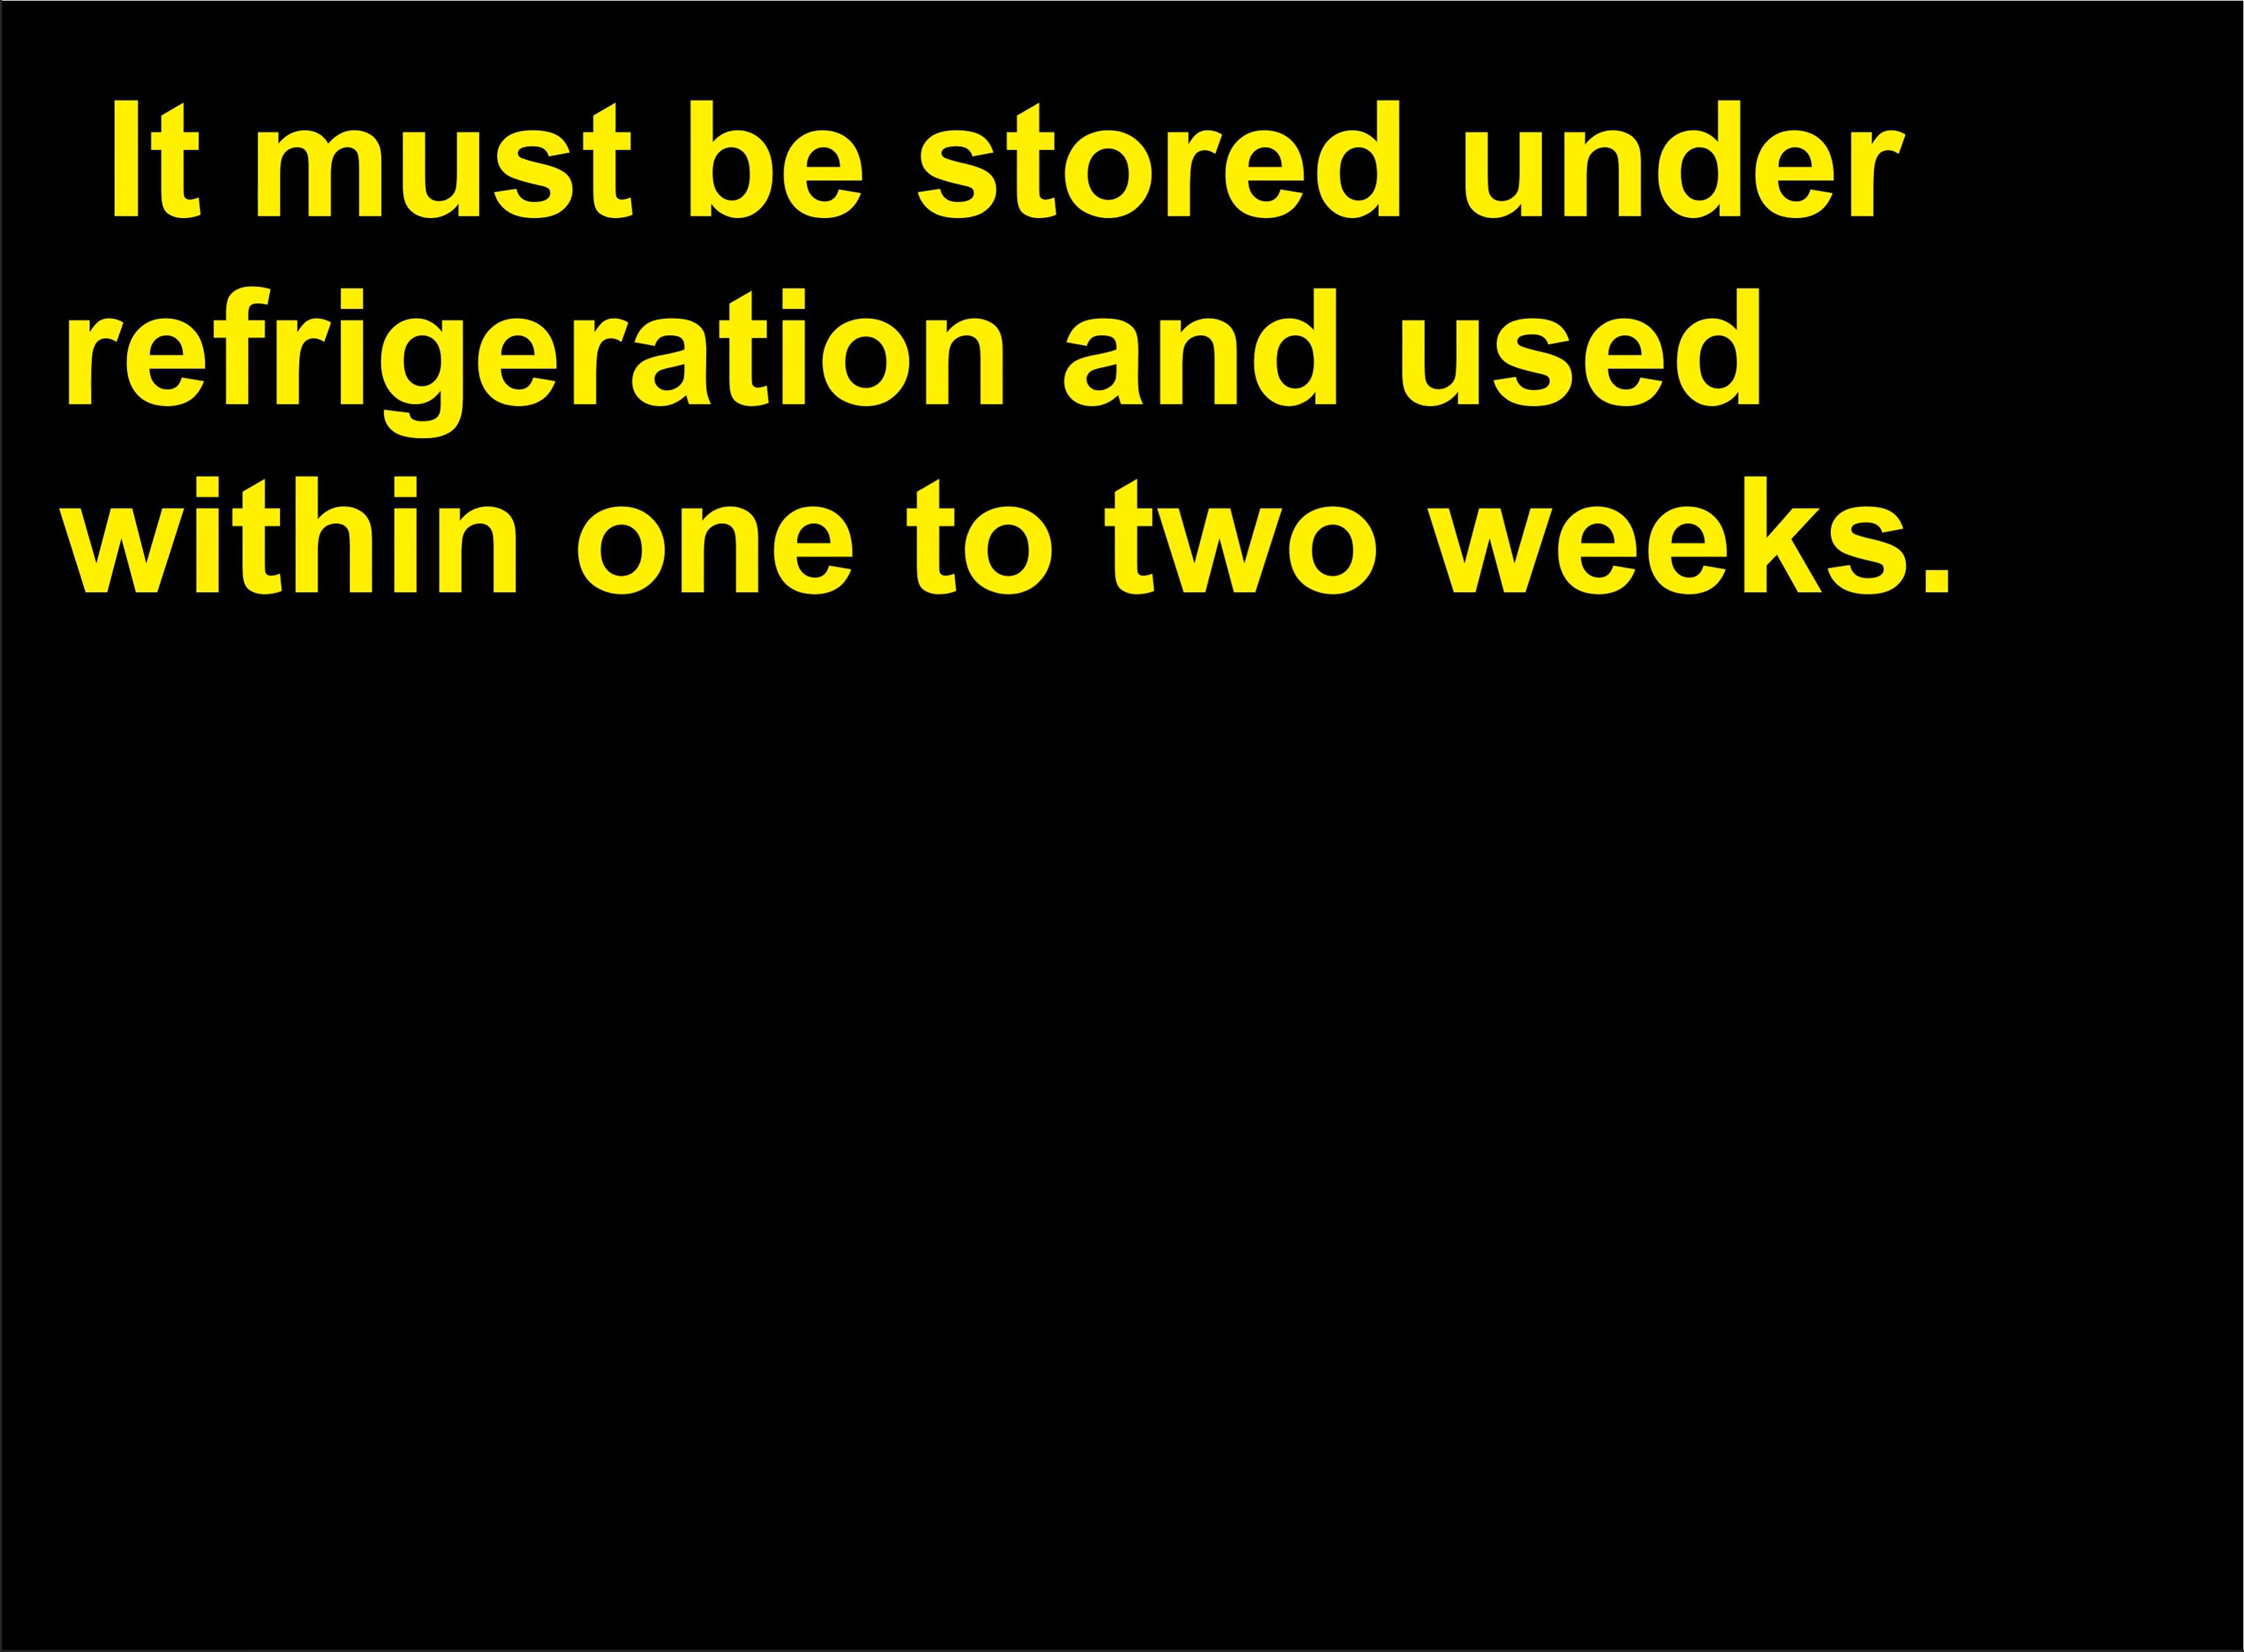 It must be stored under
refrigeration and used
within one to two weeks.